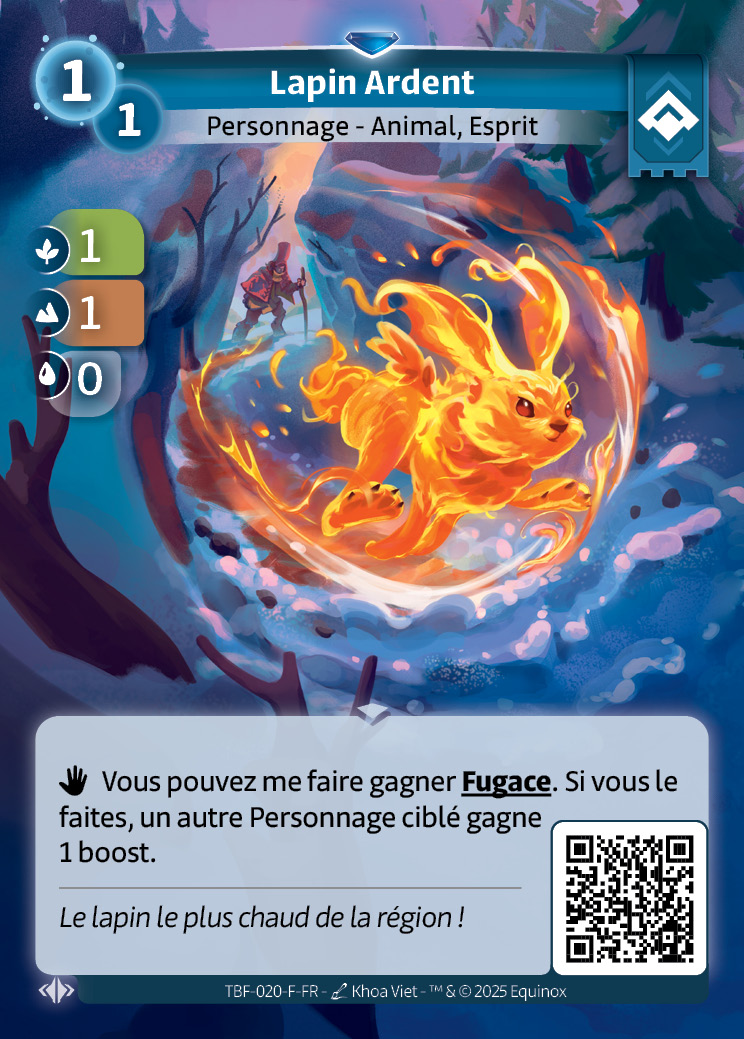 1
Lapin Ardent
1
Personnage - Animal, Esprit
1
1
0
Vous pouvez me faire gagner Fugace. Si vous le
faites, un autre Personnage ciblé gagne
1 boost.
Le lapin le plus chaud de la région !
TBF-020-F-FR - Khoa Viet - ™ & © 2025 Equinox